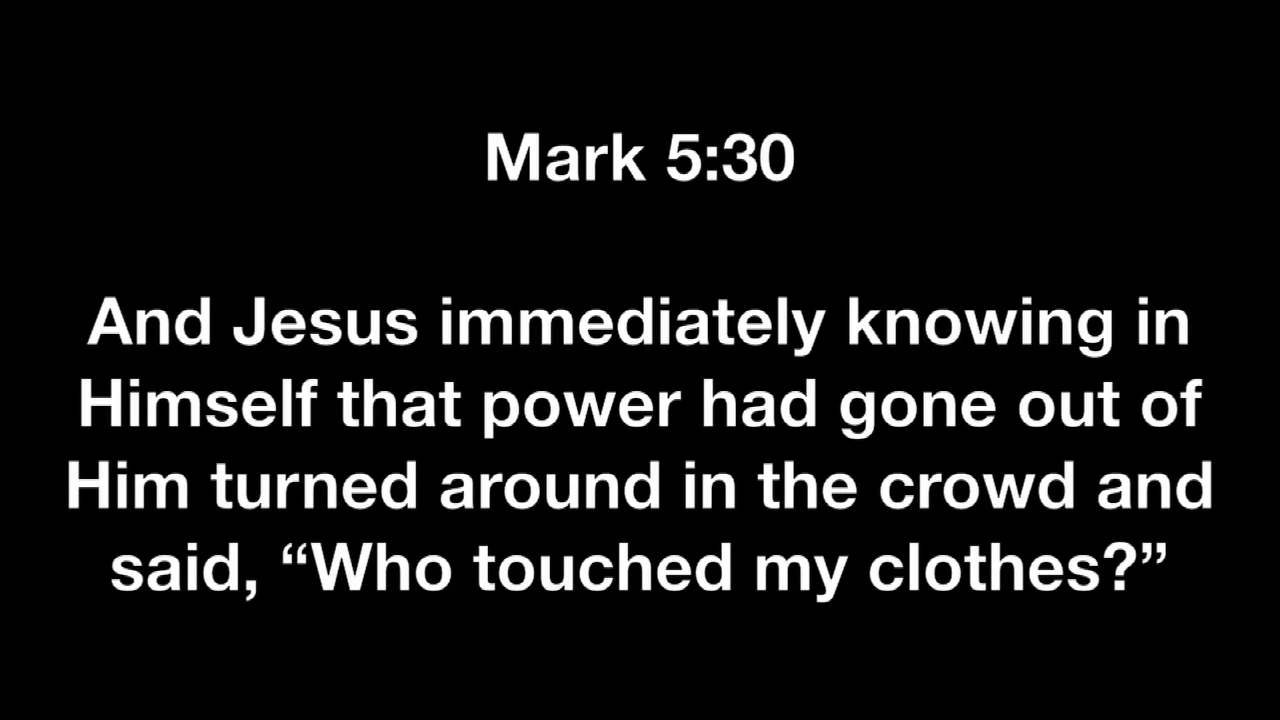 Mark 5:30
And Jesus immediately knowing in
Himself that power had gone out of
Him turned around in the crowd and
said, “Who touched my clothes?”